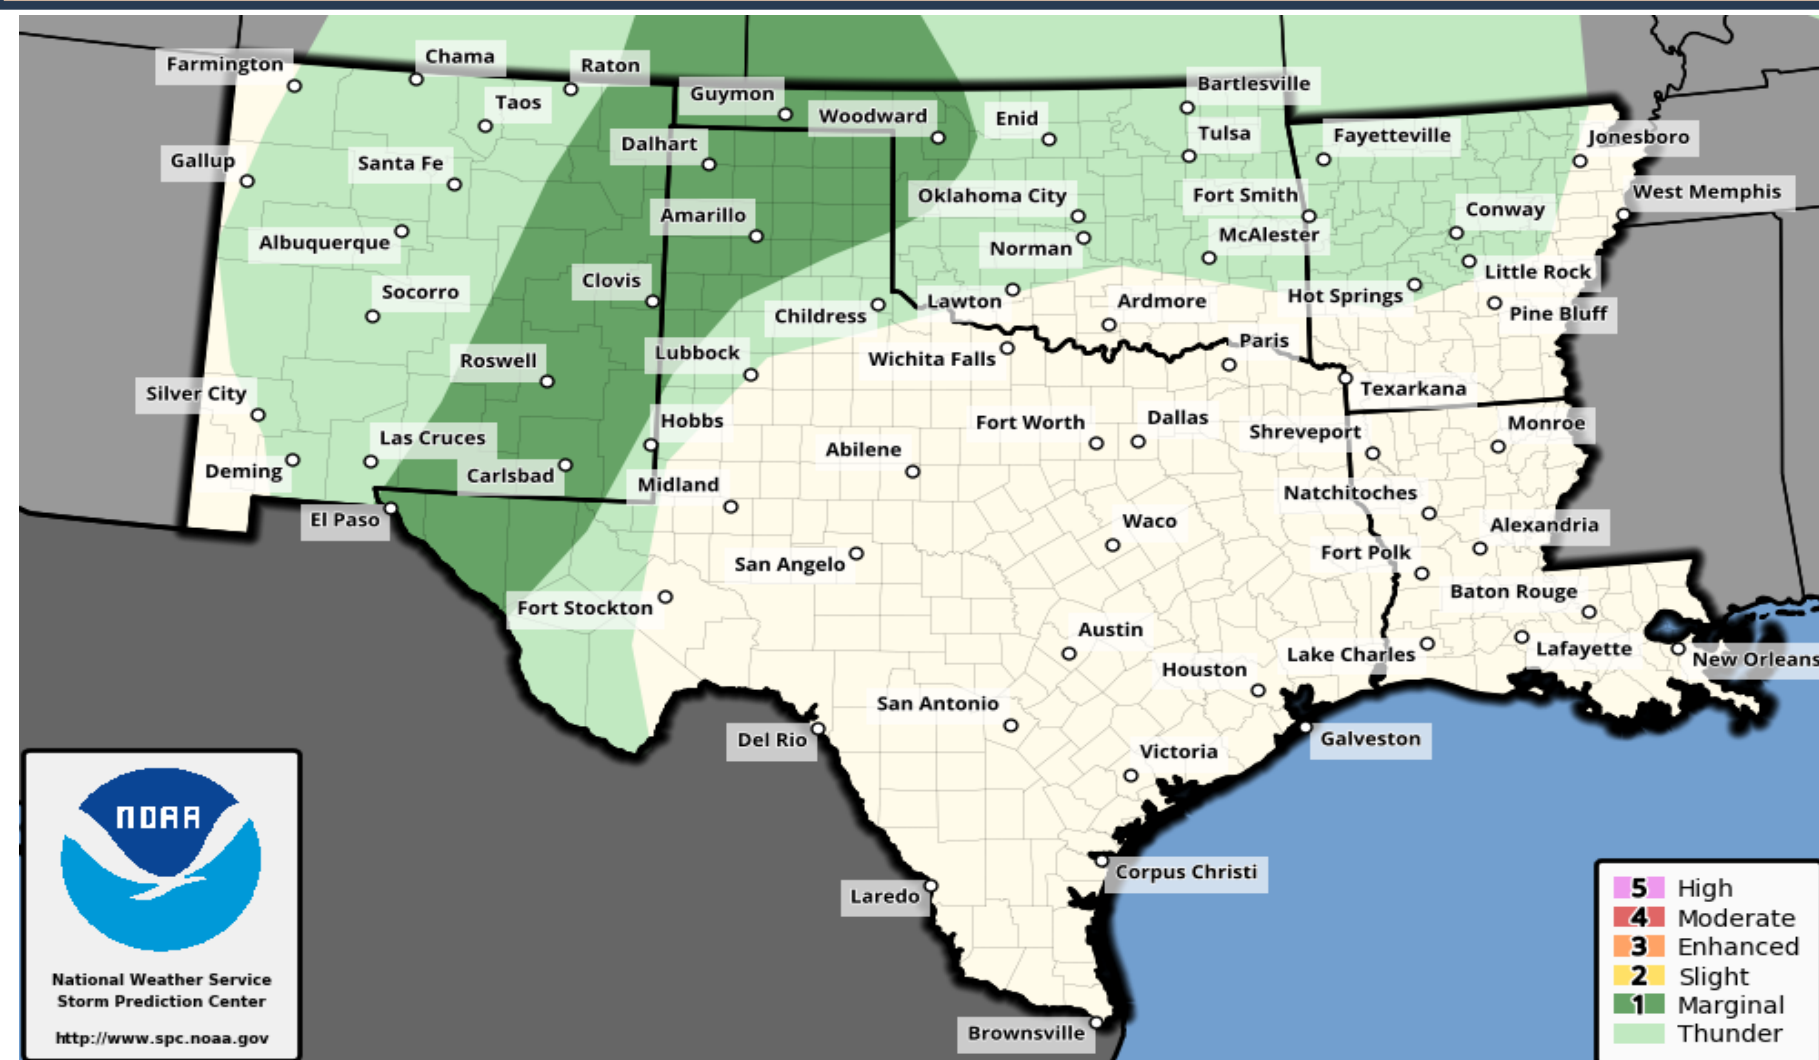 Farmington
Chama
Raton
Taos
Guymon
Woodward
Enid
Bartlesville
Tulsa
Fayetteville
Jonesboro
Gallup
Santa Fe
Dalhart
Amarillo
Oklahoma City
Fort Smith
Conway
West Memphis
Albuquerque
Norman
McAlester
Little Rock
Socorro
Clovis
Childress
Lawton
Ardmore
Hot Springs
Pine Bluff
Roswell
Lubbock
Wichita Falls
Paris
Texarkana
Silver City
Hobbs
Fort Worth
Dallas
Shreveport
Monroe
Las Cruces
Abilene
Deming
Carlsbad
Midland
Natchitoches
El Paso
Waco
Alexandria
San Angelo
Fort Polk
Fort Stockton
Baton Rouge
Austin
Lake Charles
Lafayette
New Orleans
Houston
San Antonio
Del Rio
Galveston
Victoria
Corpus Christi
Laredo
Brownsville
NOAA
National Weather Service
Storm Prediction Center
http://www.spc.noaa.gov
5 High
4 Moderate
3 Enhanced
2 Slight
1 Marginal
Thunder